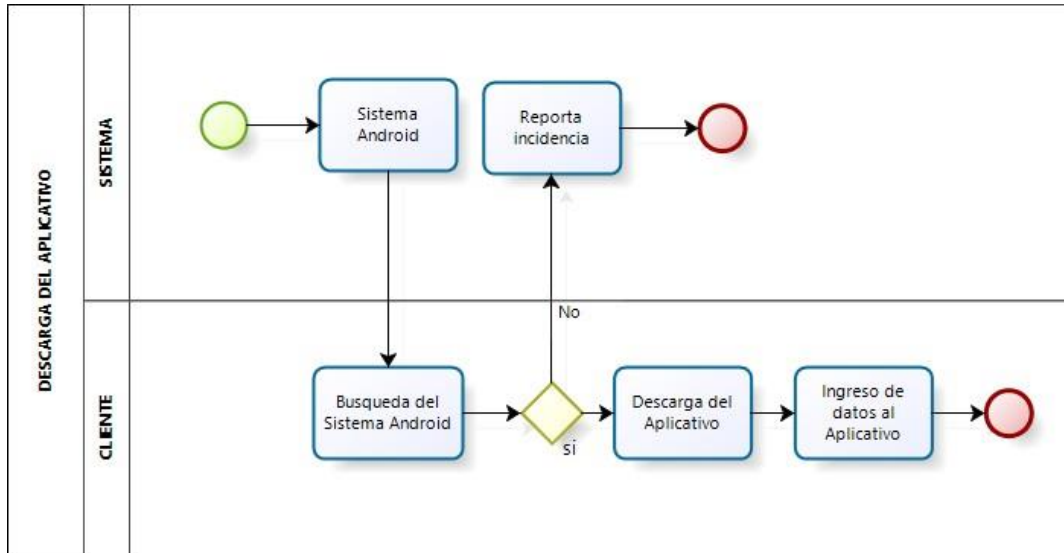 DESCARGA DEL APLICATIVO
SISTEMA
Sistema
Android
Reporta
incidencia
CLIENTE
No
Busqueda del
Sistema Android
si
Descarga del
Aplicativo
Ingreso de
datos al
Aplicativo